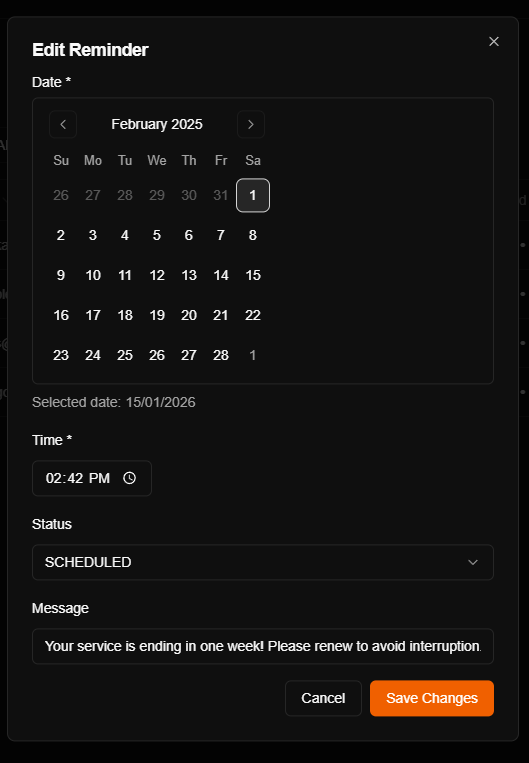 Edit Reminder
Date *
February 2025
Su Mo Tu We Th Fr Sa
26 27 28 29 30 31 1
2 3 4 5 6 7 8
9 10 11 12 13 14 15
16 17 18 19 20 21 22
23 24 25 26 27 28 1
Selected date: 15/01/2026
Time *
02:42 PM
Status
SCHEDULED
Message
Your service is ending in one week! Please renew to avoid interruption.
Cancel Save Changes